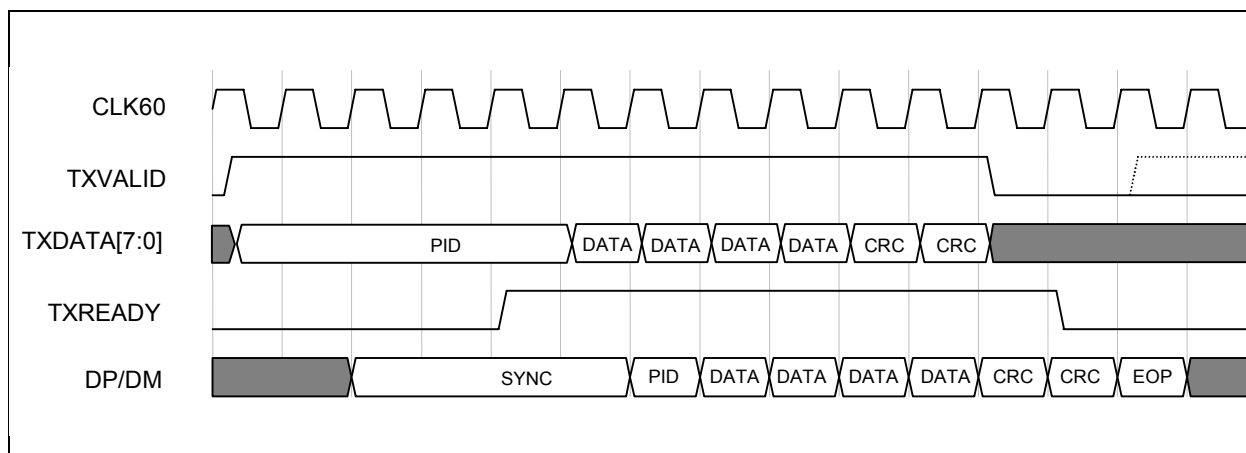 CLK60
TXVALID
TXDATA[7:0] PID DATA DATA DATA DATA CRC CRC
TXREADY
DP/DM SYNC PID DATA DATA DATA DATA CRC CRC EOP